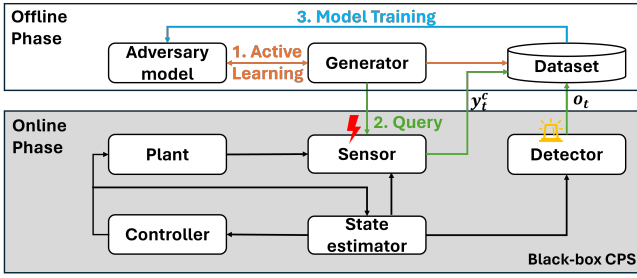 Offline
Phase
3. Model Training
Adversary
model
1. Active
Learning
Generator
Dataset
y_t^c
o_t
Online
Phase
2. Query
Plant
Sensor
Detector
Controller
State
estimator
Black-box CPS